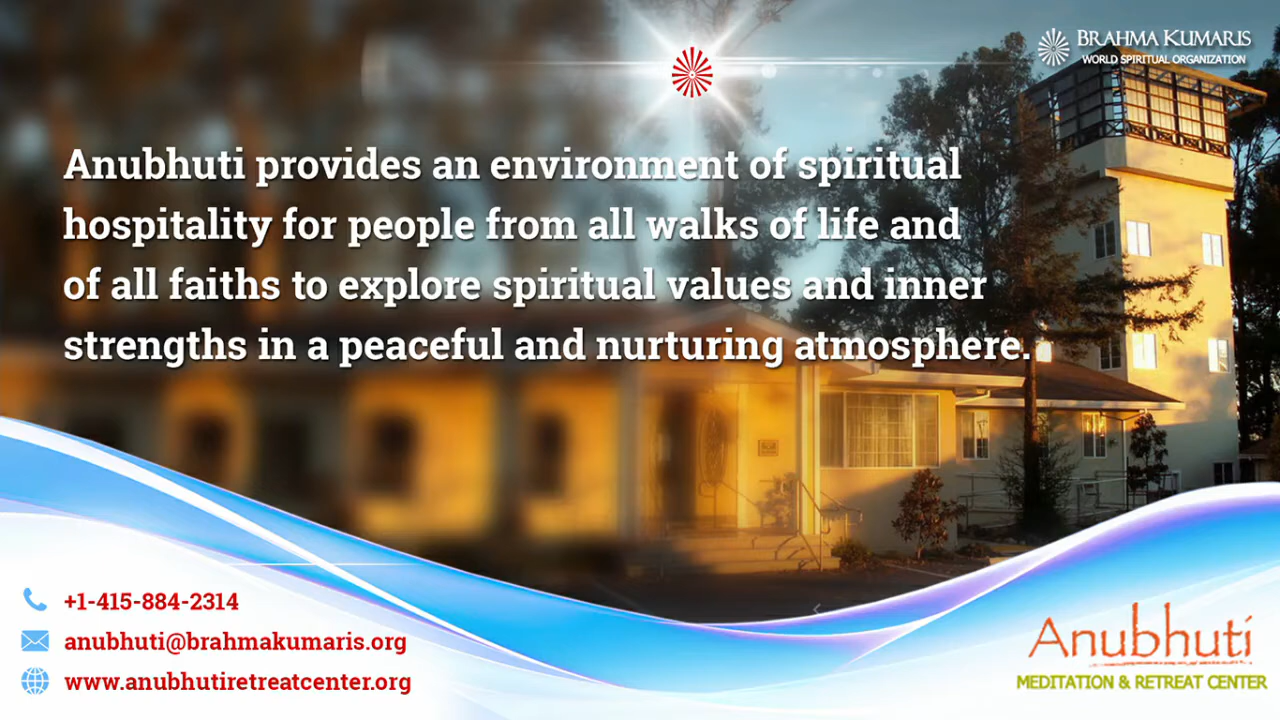 BRAHMA KUMARIS
WORLD SPIRITUAL ORGANIZATION
Anubhuti provides an environment of spiritual
hospitality for people from all walks of life and
of all faiths to explore spiritual values and inner
strengths in a peaceful and nurturing atmosphere.
+1-415-884-2314
anubhuti@brahmakumaris.org
www.anubhutiretreatcenter.org
Anubhuti
MEDITATION & RETREAT CENTER